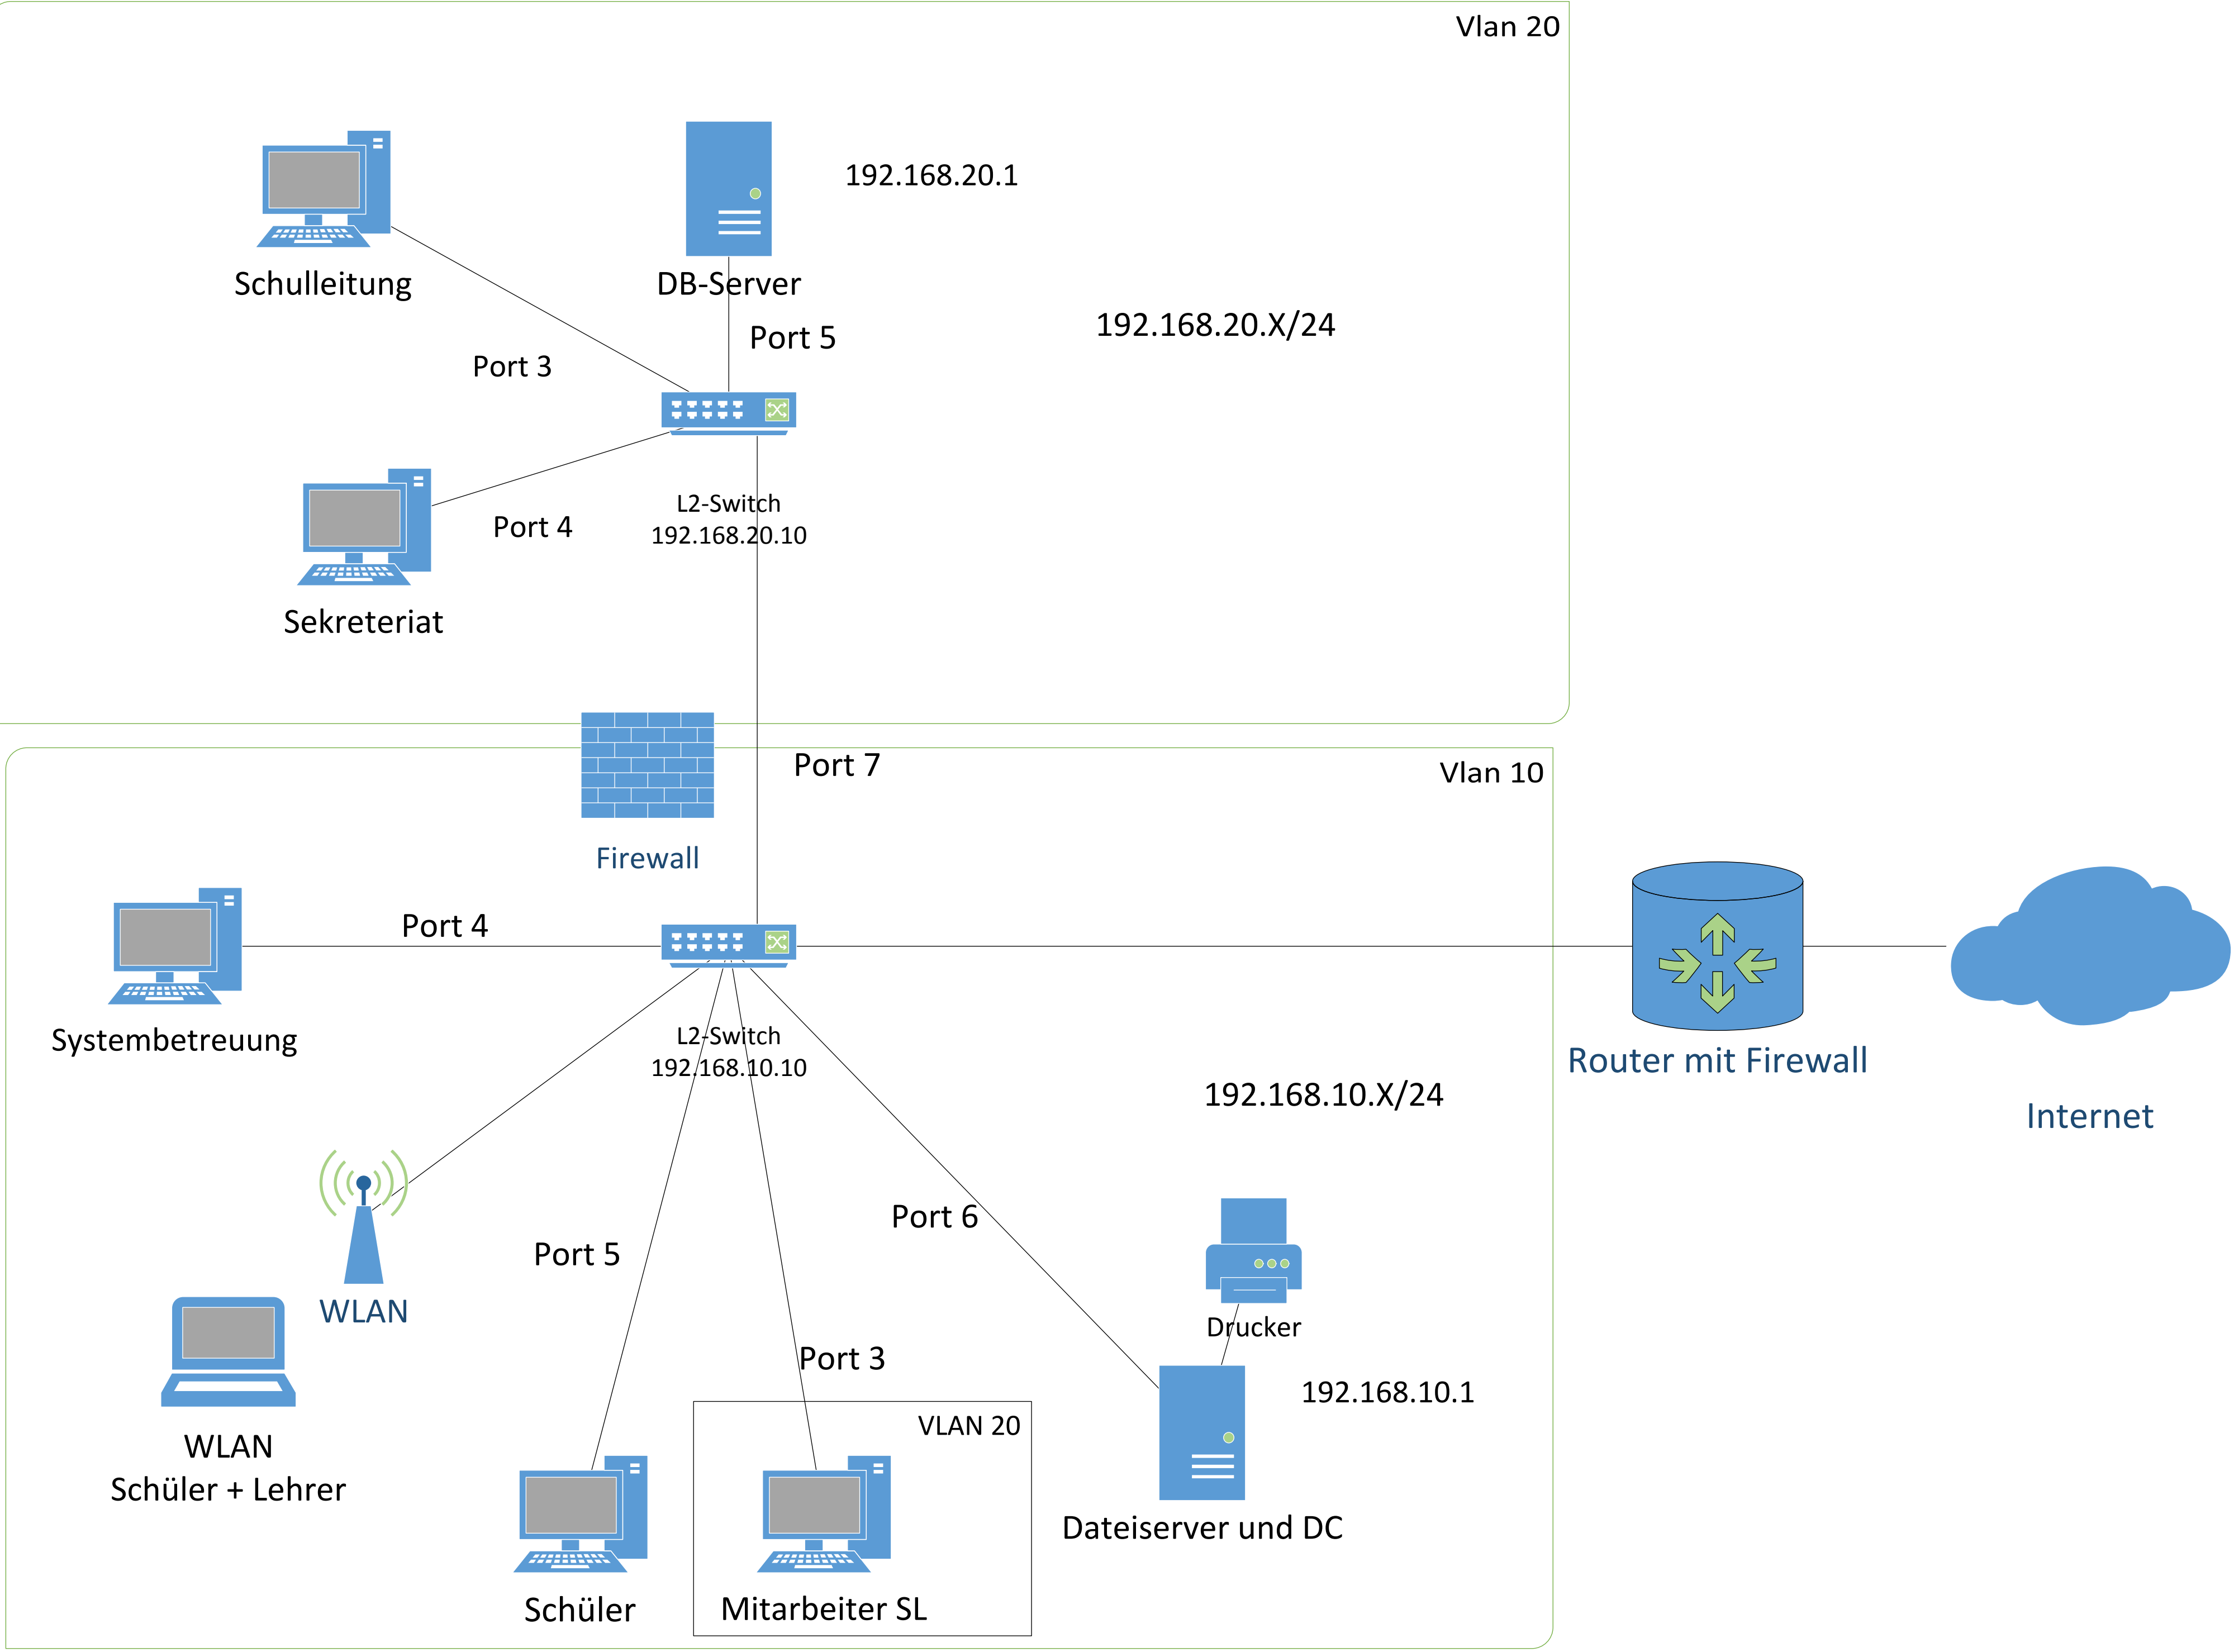 Vlan 20
192.168.20.1
Schulleitung
DB-Server
192.168.20.X/24
Port 5
Port 3
L2-Switch
192.168.20.10
Port 4
Sekreteriat
Port 7
Vlan 10
Firewall
Port 4
Systembetreuung
L2-Switch
192.168.10.10
Router mit Firewall
192.168.10.X/24
Internet
Port 6
Port 5
WLAN
Drucker
Port 3
192.168.10.1
VLAN 20
WLAN
Schüler + Lehrer
Dateiserver und DC
Schüler
Mitarbeiter SL